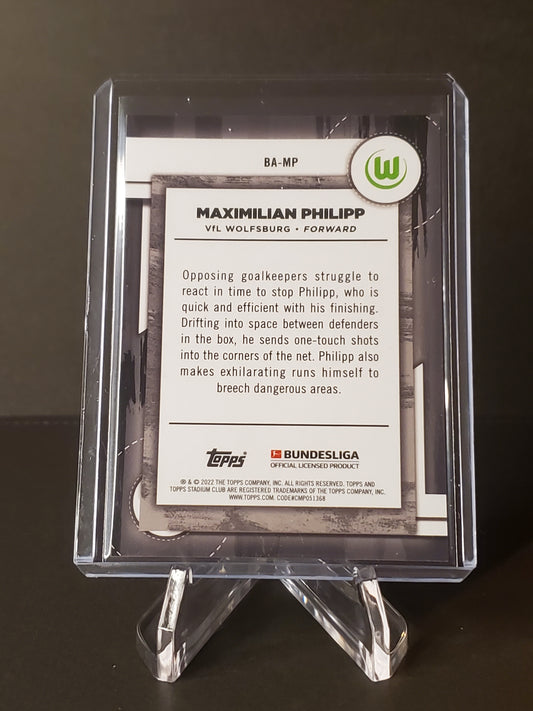 BA-MP
W
MAXIMILIAN PHILIPP
VfL WOLFSBURG • FORWARD
Opposing goalkeepers struggle to
react in time to stop Philipp, who is
quick and efficient with his finishing.
Drifting into space between defenders
in the box, he sends one-touch shots
into the corners of the net. Philipp also
makes exhilarating runs himself to
breech dangerous areas.
Topps
BUNDESLIGA
OFFICIAL LICENSED PRODUCT
® & © 2022 THE TOPPS COMPANY, INC. ALL RIGHTS RESERVED. TOPPS AND
TOPPS STADIUM CLUB ARE REGISTERED TRADEMARKS OF THE TOPPS COMPANY, INC.
WWW.TOPPS.COM. CODE#CMP051368